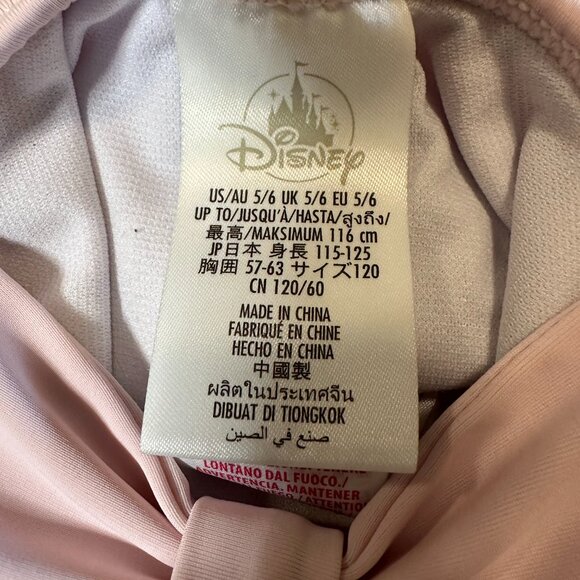 Disney
US/AU 5/6 UK 5/6 EU 5/6
UP TO/JUSQU'À/HASTA/สูงถึง/
最高/MAKSIMUM 116 cm
JP日本 身長 115-125
胸囲 57-63 サイズ120
CN 120/60
MADE IN CHINA
FABRIQUÉ EN CHINE
HECHO EN CHINA
中國製
ผลิตในประเทศจีน
DIBUAT DI TIONGKOK
صنع في الصين
LONTANO DAL FUOCO./
ADVERTENCIA. MANTENER